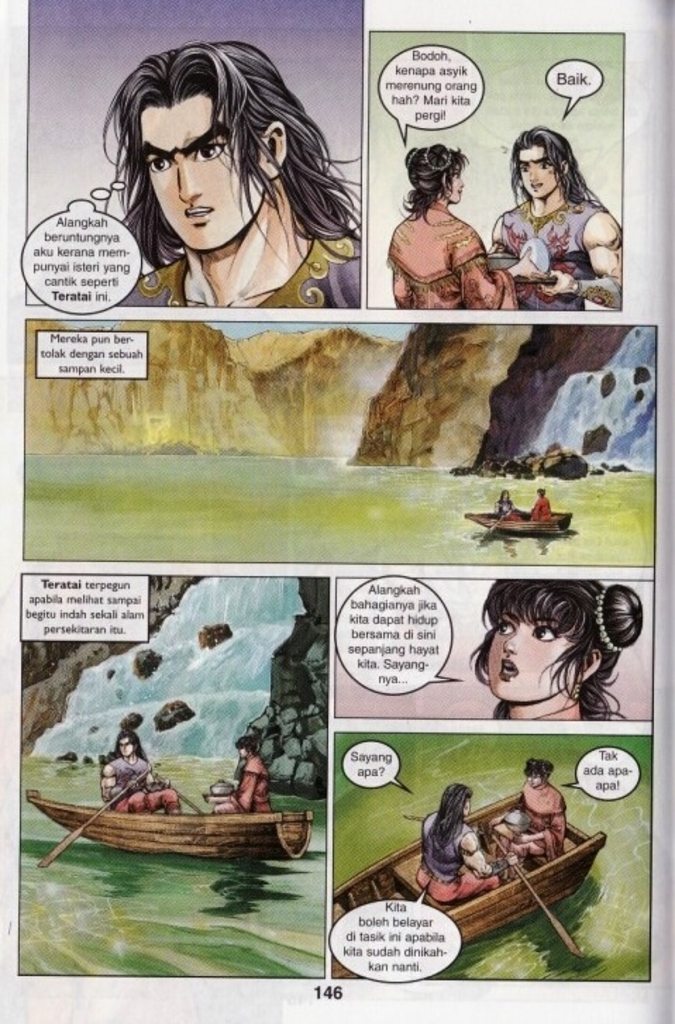 Alangkah
beruntungnya
aku kerana mem-
punyai isteri yang
cantik seperti
Teratai ini.
Bodoh,
kenapa asyik
merenung orang
hah? Mari kita
pergi!
Baik.
Mereka pun ber-
tolak dengan sebuah
sampan kecil.
Teratai terpegun
apabila melihat sampai
begitu indah sekali alam
persekitaran itu.
Alangkah
bahagianya jika
kita dapat hidup
bersama di sini
sepanjang hayat
kita. Sayang-
nya...
Sayang
apa?
Tak
ada apa-
apa!
Kita
boleh belayar
di tasik ini apabila
kita sudah dinikah-
kan nanti.
146